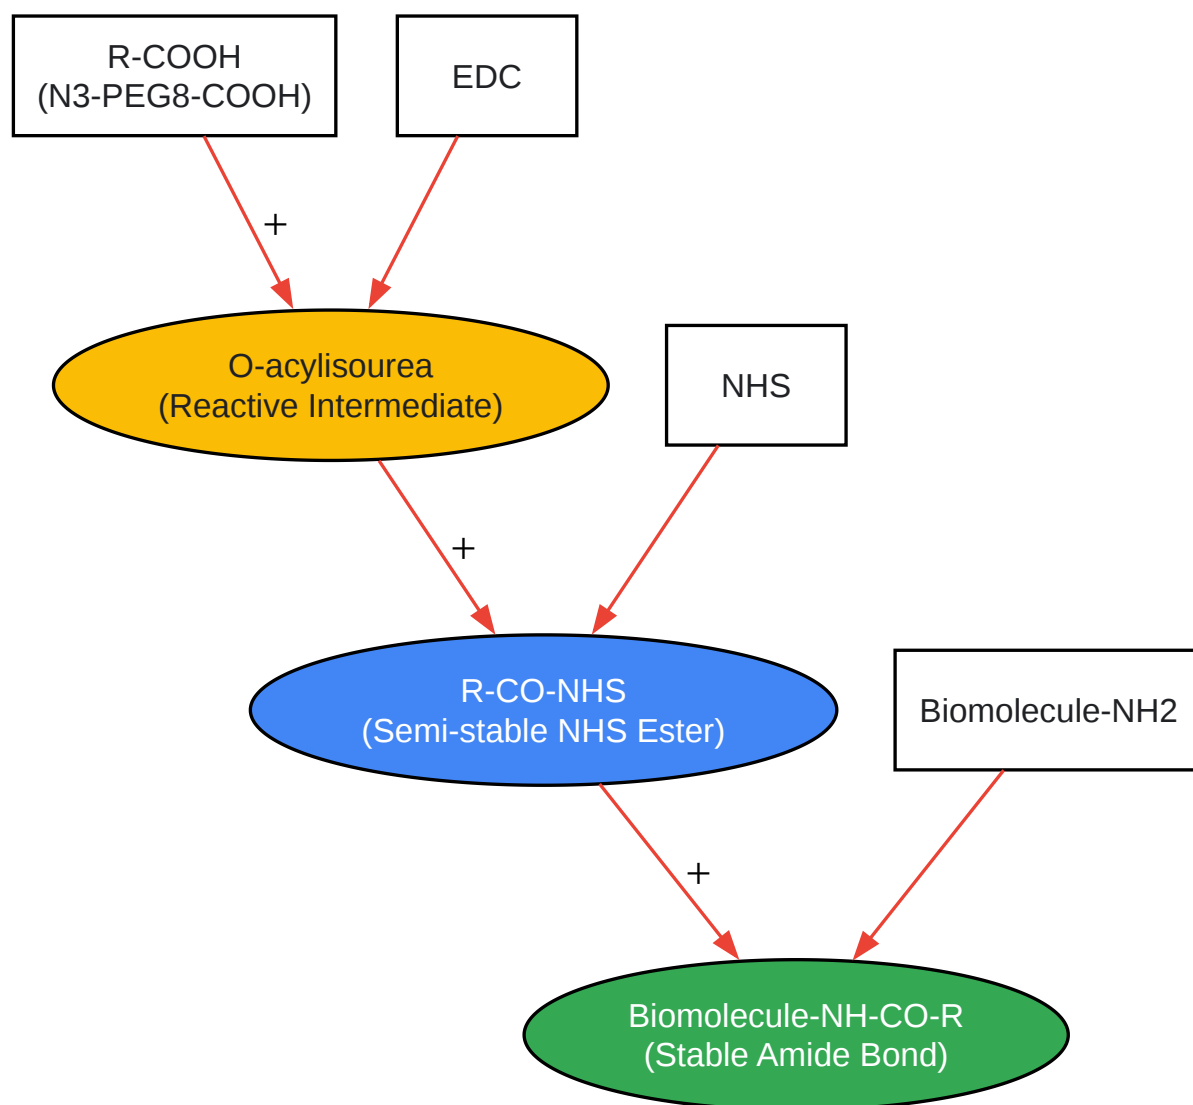 R-COOH
(N3-PEG8-COOH)
EDC
+
O-acylisourea
(Reactive Intermediate)
NHS
+
R-CO-NHS
(Semi-stable NHS Ester)
Biomolecule-NH2
+
Biomolecule-NH-CO-R
(Stable Amide Bond)